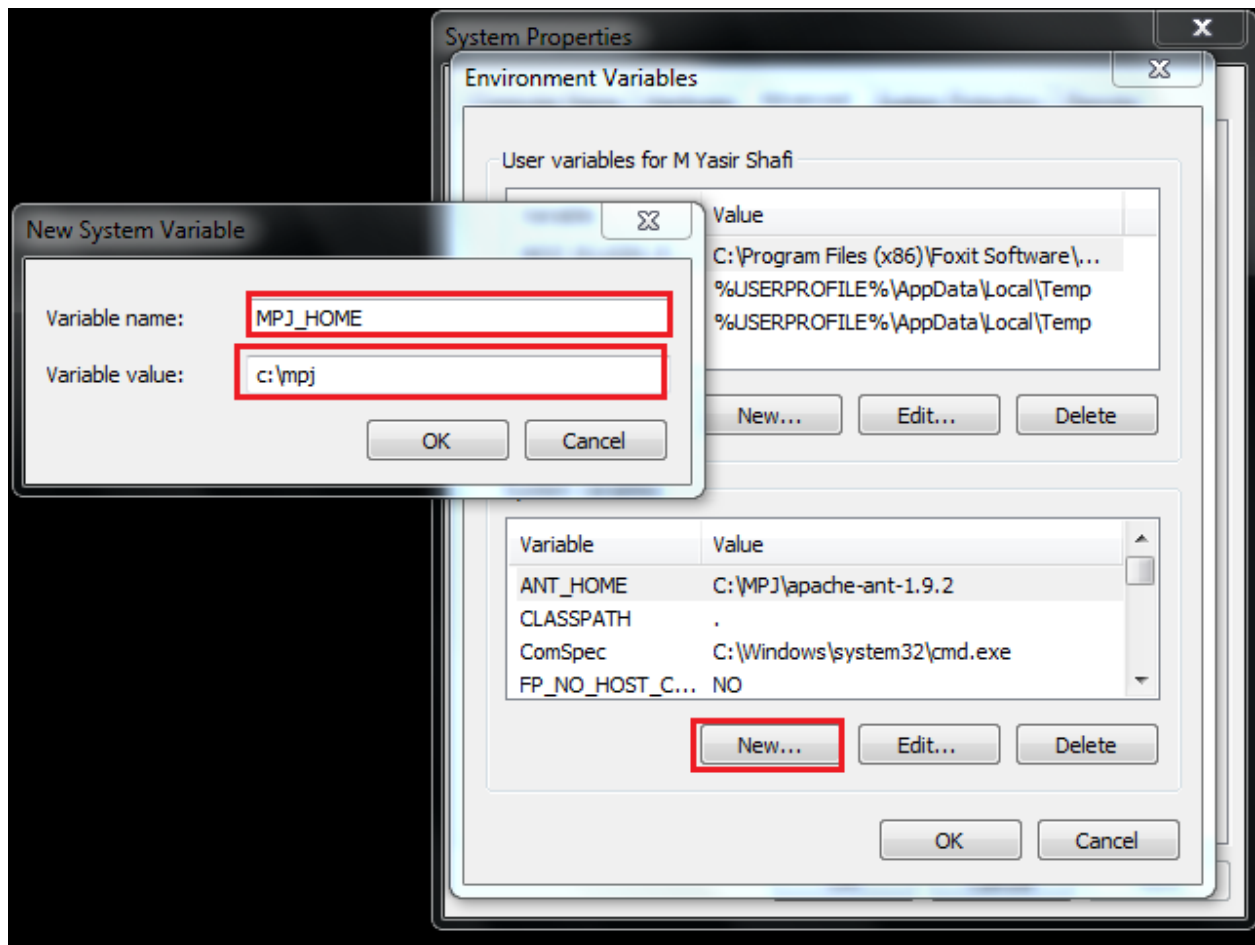 System Properties
Environment Variables
User variables for M Yasir Shafi
Value
C:\Program Files (x86)\Foxit Software\...
%USERPROFILE%\AppData\Local\Temp
%USERPROFILE%\AppData\Local\Temp
New... Edit... Delete
New System Variable
Variable name: MPJ_HOME
Variable value: c:\mpj
OK Cancel
Variable Value
ANT_HOME C:\MPJ\apache-ant-1.9.2
CLASSPATH .
ComSpec C:\Windows\system32\cmd.exe
FP_NO_HOST_C... NO
New... Edit... Delete
OK Cancel